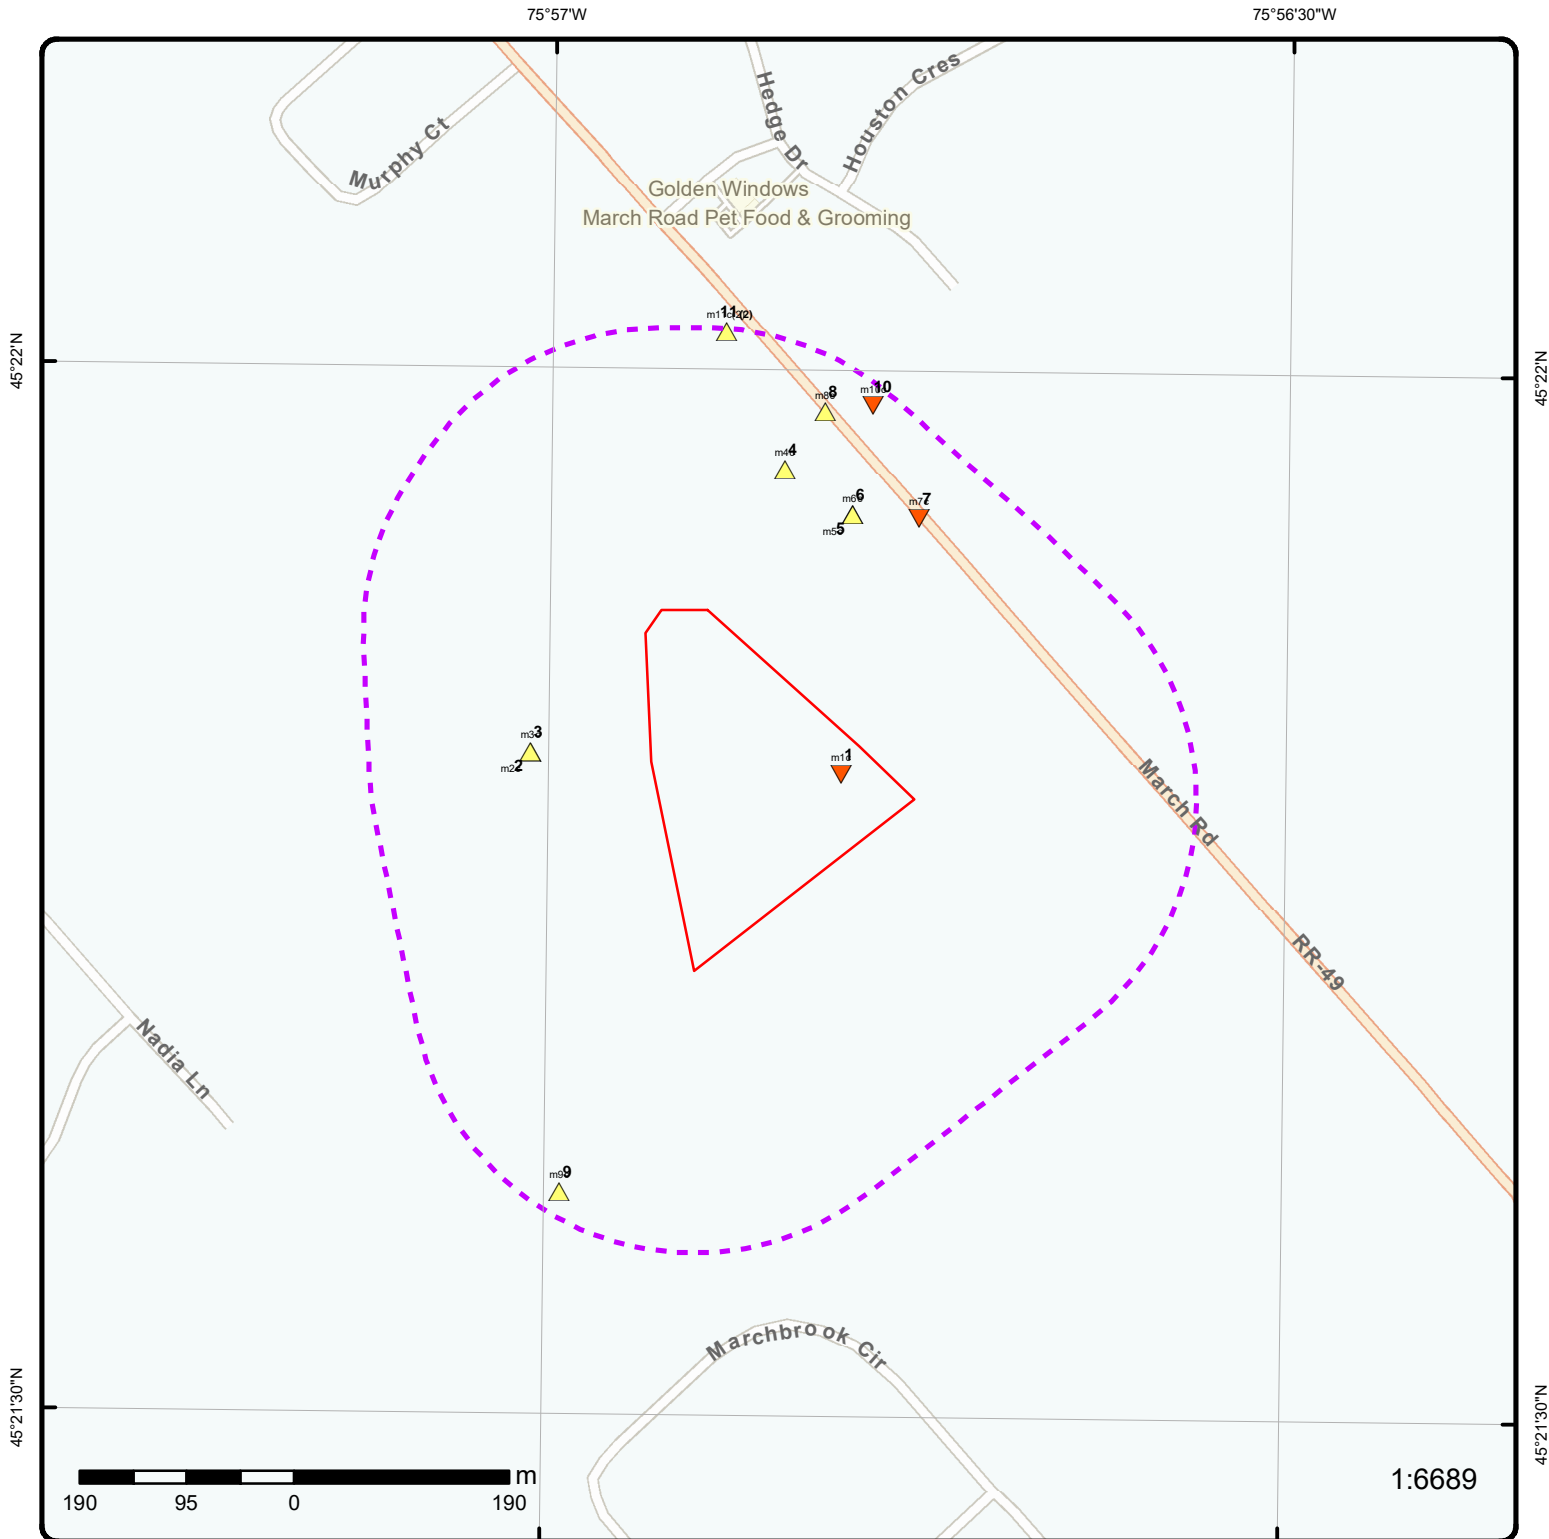 75°57'W
75°56'30"W
Hedge Dr
Houston Cres
Murphy Ct
Golden Windows
March Road Pet Food & Grooming
45°22'N
45°22'N
11(2)
10
8
4
6
7
5
3
2
1
March Rd
RR-49
Nadia Ln
9
Marchbrook Cir
45°21'30"N
45°21'30"N
m
190 95 0 190
1:6689